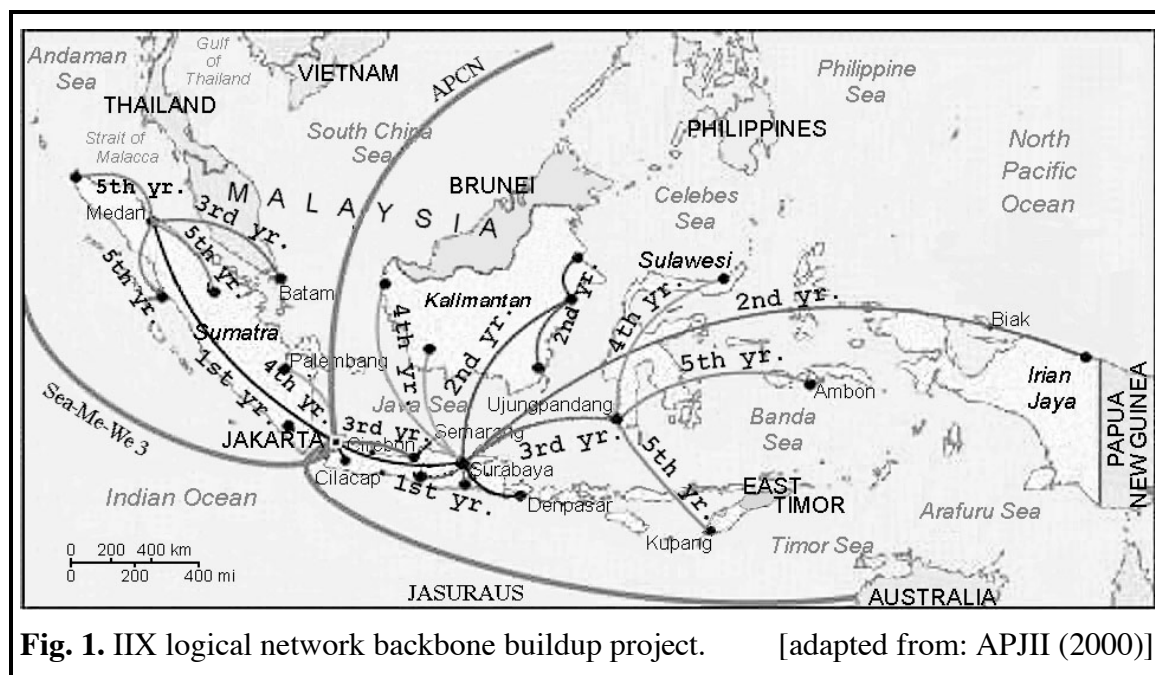 Andaman
Sea
Gulf
of
Thailand
VIETNAM
THAILAND
APCN
Philippine
Sea
Strait of
Malacca
South China
Sea
PHILIPPINES
North
Pacific
Ocean
BRUNEI
MALAYSIA
Celebes
Sea
5th yr.
Medan
3rd yr.
5th yr.
5th yr.
Batam
Sumatra
Kalimantan
Sulawesi
2nd yr.
2nd yr.
2nd yr
4th yr.
4th yr.
Biak
1st yr.
Palembang
4th yr.
5th yr.
Ambon
Irian
Jaya
Sea-Me-We 3
Java Sea
Ujungpandang
Banda
Sea
PAPUA
NEW GUINEA
JAKARTA
3rd yr.
Cirebon
Semarang
3rd yr.
Cilacap
1st yr.
Surabaya
Denpasar
5th yr.
EAST
TIMOR
Indian Ocean
Kupang
Timor Sea
Arafuru Sea
0 200 400 km
0 200 400 mi
JASURAUS
AUSTRALIA
Fig. 1. IIX logical network backbone buildup project. [adapted from: APJII (2000)]